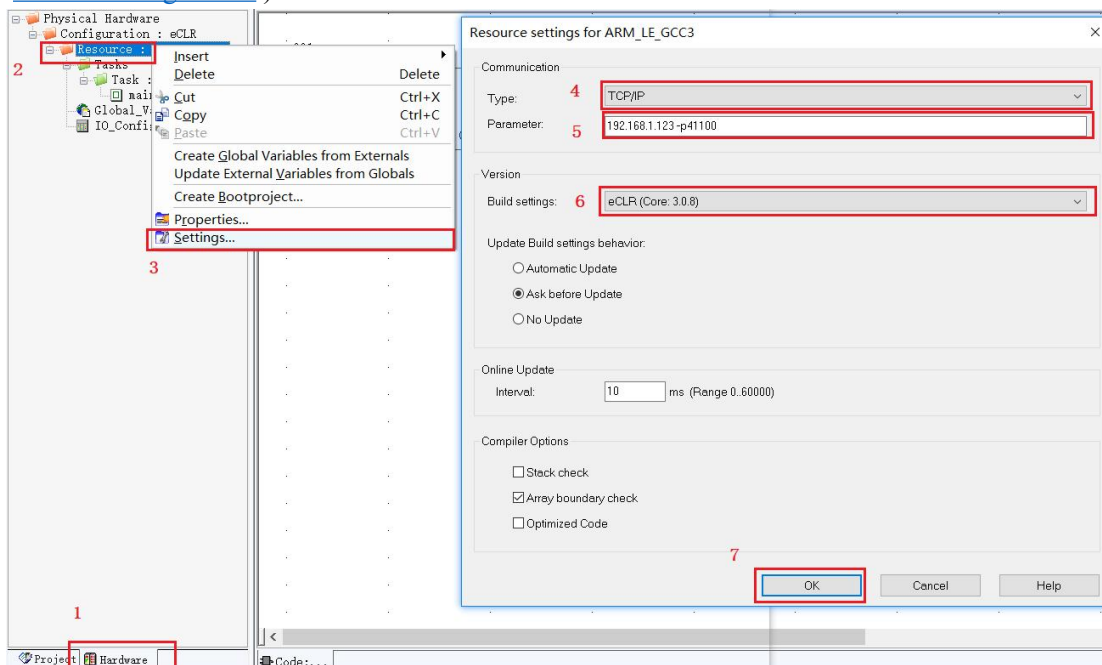 Physical Hardware
Configuration : eCLR
Resource :
2
Tasks
Task :
mai
Global_V
IO_Confi
Insert
Delete Delete
Cut Ctrl+X
Copy Ctrl+C
Paste Ctrl+V
Create Global Variables from Externals
Update External Variables from Globals
Create Bootproject...
Properties...
Settings...
3
1
Project Hardware
Code:...
Resource settings for ARM_LE_GCC3
Communication
Type: 4 TCP/IP
Parameter: 5 192.168.1.123 -p41100
Version
Build settings: 6 eCLR (Core: 3.0.8)
Update Build settings behavior:
Automatic Update
Ask before Update
No Update
Online Update
Interval: 10 ms (Range 0..60000)
Compiler Options
Stack check
Array boundary check
Optimized Code
7
OK Cancel Help